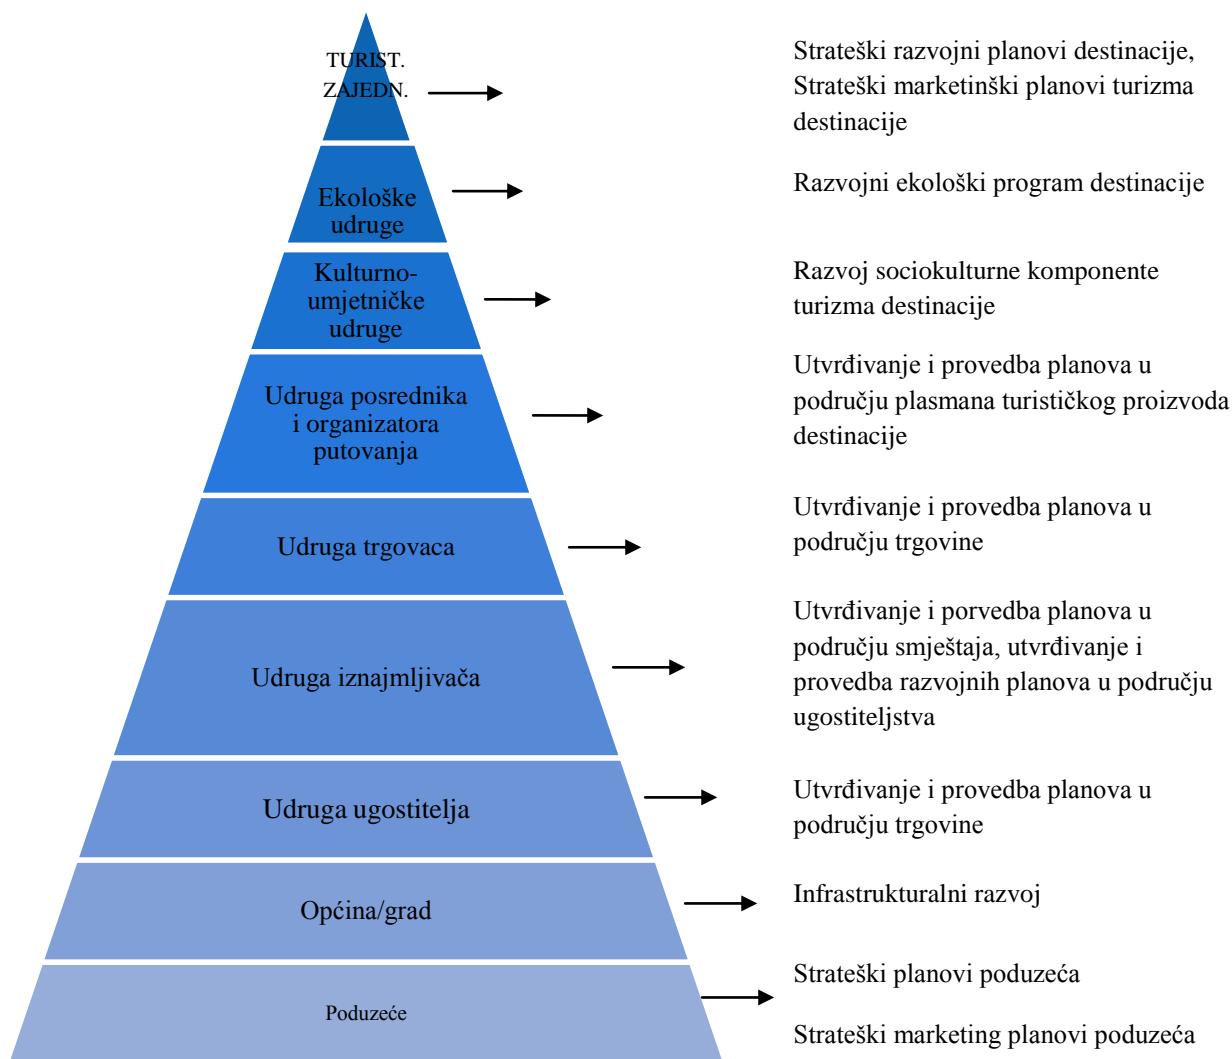 TURIST.
ZAJEDN.
Strateški razvojni planovi destinacije,
Strateški marketinški planovi turizma
destinacije
Ekološke
udruge
Razvojni ekološki program destinacije
Kulturno-
umjetničke
udruge
Razvoj sociokulturne komponente
turizma destinacije
Udruga posrednika
i organizatora
putovanja
Utvrđivanje i provedba planova u
području plasmana turističkog proizvoda
destinacije
Udruga trgovaca
Utvrđivanje i provedba planova u
području trgovine
Udruga iznajmljivača
Utvrđivanje i porvedba planova u
području smještaja, utvrđivanje i
provedba razvojnih planova u području
ugostiteljstva
Udruga ugostitelja
Utvrđivanje i provedba planova u
području trgovine
Općina/grad
Infrastrukturalni razvoj
Poduzeće
Strateški planovi poduzeća
Strateški marketing planovi poduzeća